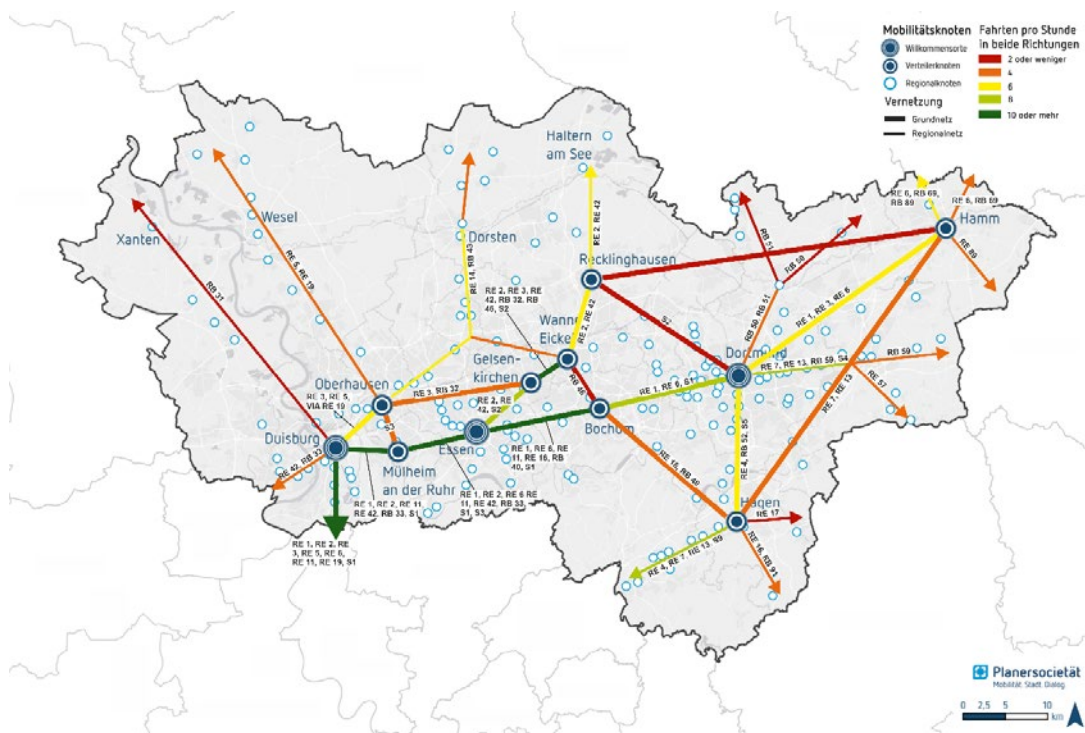 Mobilitätsknoten
Willkommensorte
Verteilerknoten
Regionalknoten
Vernetzung
Grundnetz
Regionalnetz
Fahrten pro Stunde
in beide Richtungen
2 oder weniger
4
6
8
10 oder mehr
Haltern
am See
RE 6, RB 69,
RB 89
RE 6, RB 69
Hamm
RE 89
Wesel
Xanten
Dorsten
RE 2, RE 42
RB 51
RB 50
Recklinghausen
RE 5, RE 19
RE 14, RB 43
RE 2, RE 3, RE
42, RB 32, RB
46, S2
RB 31
RE 2, RE 42
S2
RB 50, RB 51
RE 1, RE 3, RE 6
Wanne
Eickel
Gelsen-
kirchen
Dortmund
RE 7, RE 13, RB 59, S4
RB 59
Oberhausen
RE 3, RB 32
RB 46
RE 1, RE 6, S1
RE 57
RE 3, RE 5,
VIA RE 19
RE 2, RE
42, S2
RE 7, RE 13
S3
Duisburg
Essen
Bochum
RE 42, RB 33
Mülheim
an der Ruhr
RE 1, RE 6, RE
11, RE 16, RB
40, S1
RE 4, RB 52, S5
RE 16, RB 40
RE 1, RE 2, RE 11
RE 42, RB 33, S1
RE 1, RE 2, RE 6 RE
11, RE 42, RB 33,
S1, S3
Hagen
RE 17
RE 1, RE 2, RE
3, RE 5, RE 6,
RE 11, RE 19, S1
RE 4, RE 7, RE 13, S9
RE 16, RB 91
Planersocietät
Mobilität. Stadt. Dialog.
0 2,5 5 10
km